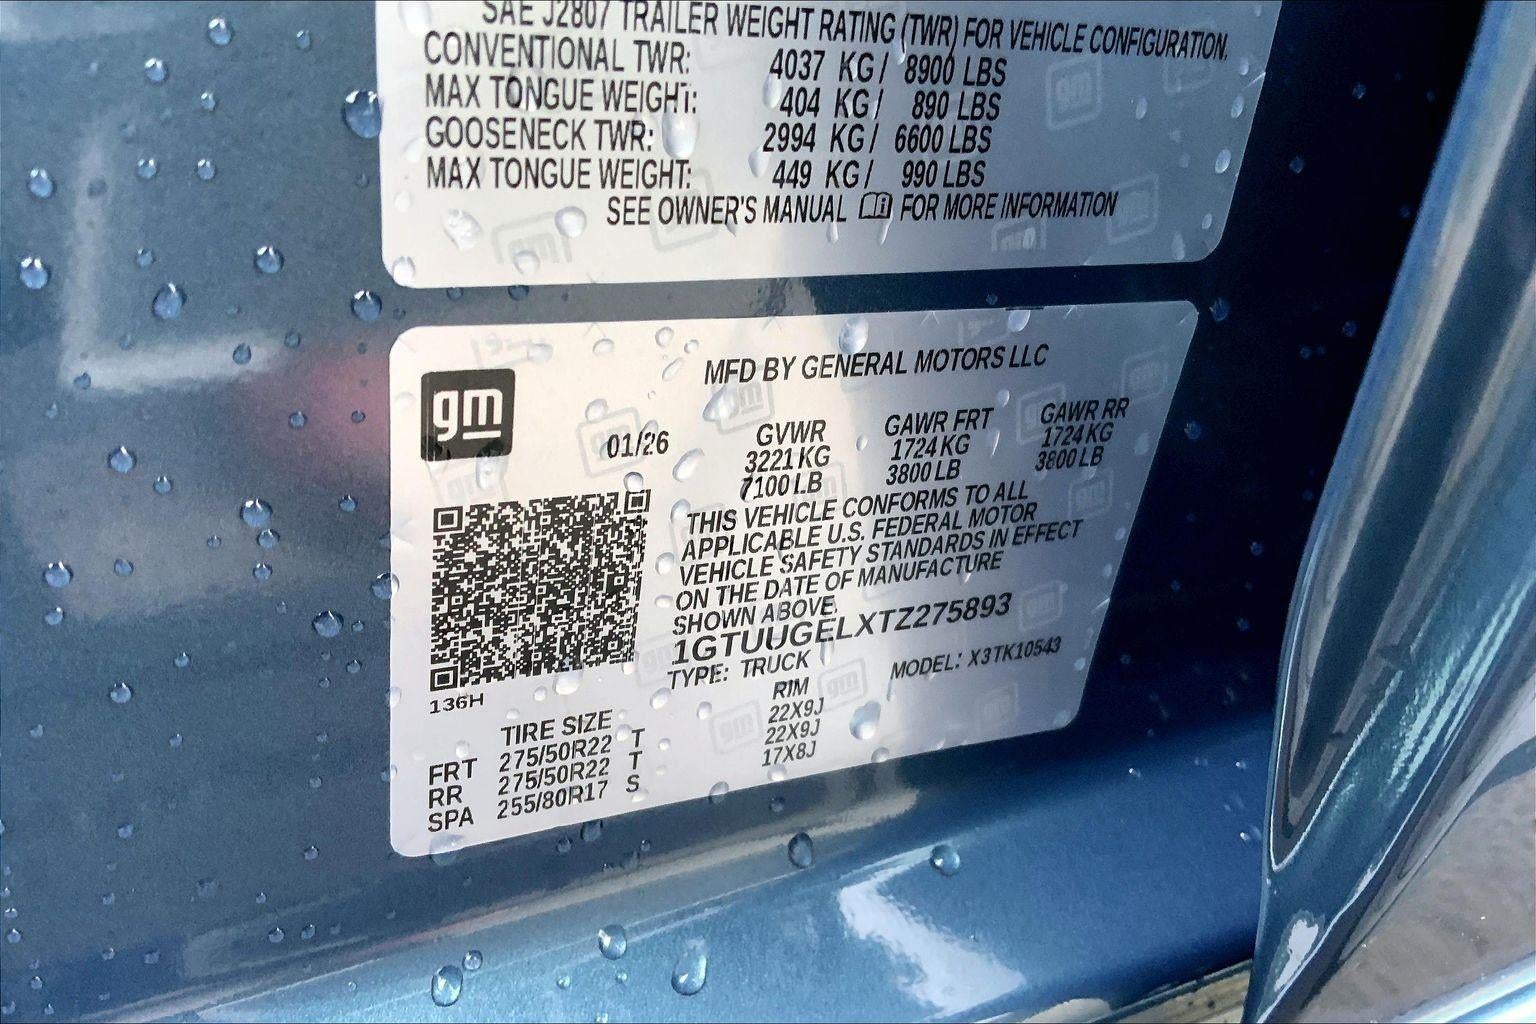 SAE J2807 TRAILER WEIGHT RATING (TWR) FOR VEHICLE CONFIGURATION.
CONVENTIONAL TWR: 4037 KG / 8900 LBS
MAX TONGUE WEIGHT: 404 KG / 890 LBS
GOOSENECK TWR: 2994 KG / 6600 LBS
MAX TONGUE WEIGHT: 449 KG / 990 LBS
SEE OWNER'S MANUAL FOR MORE INFORMATION
gm
MFD BY GENERAL MOTORS LLC
01/26 GVWR GAWR FRT GAWR RR
3221 KG 1724 KG 1724 KG
7100 LB 3800 LB 3800 LB
THIS VEHICLE CONFORMS TO ALL
APPLICABLE U.S. FEDERAL MOTOR
VEHICLE SAFETY STANDARDS IN EFFECT
ON THE DATE OF MANUFACTURE
SHOWN ABOVE.
1GTUUGELXTZ275893
TYPE: TRUCK MODEL: X3TK10543
136H
TIRE SIZE RIM
FRT 275/50R22 T 22X9J
RR 275/50R22 T 22X9J
SPA 255/80R17 S 17X8J